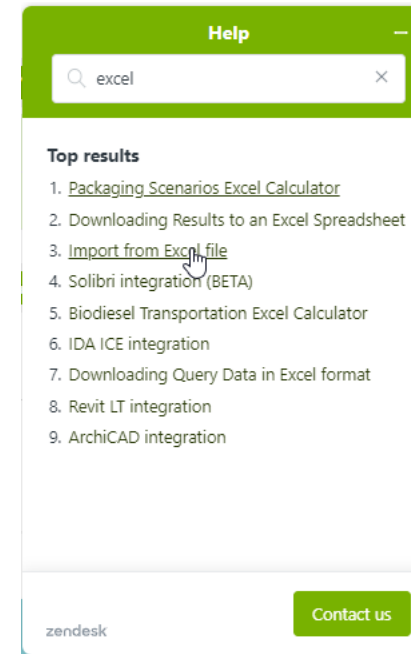 Help
excel
Top results
1. Packaging Scenarios Excel Calculator
2. Downloading Results to an Excel Spreadsheet
3. Import from Excel file
4. Solibri integration (BETA)
5. Biodiesel Transportation Excel Calculator
6. IDA ICE integration
7. Downloading Query Data in Excel format
8. Revit LT integration
9. ArchiCAD integration
Contact us
zendesk